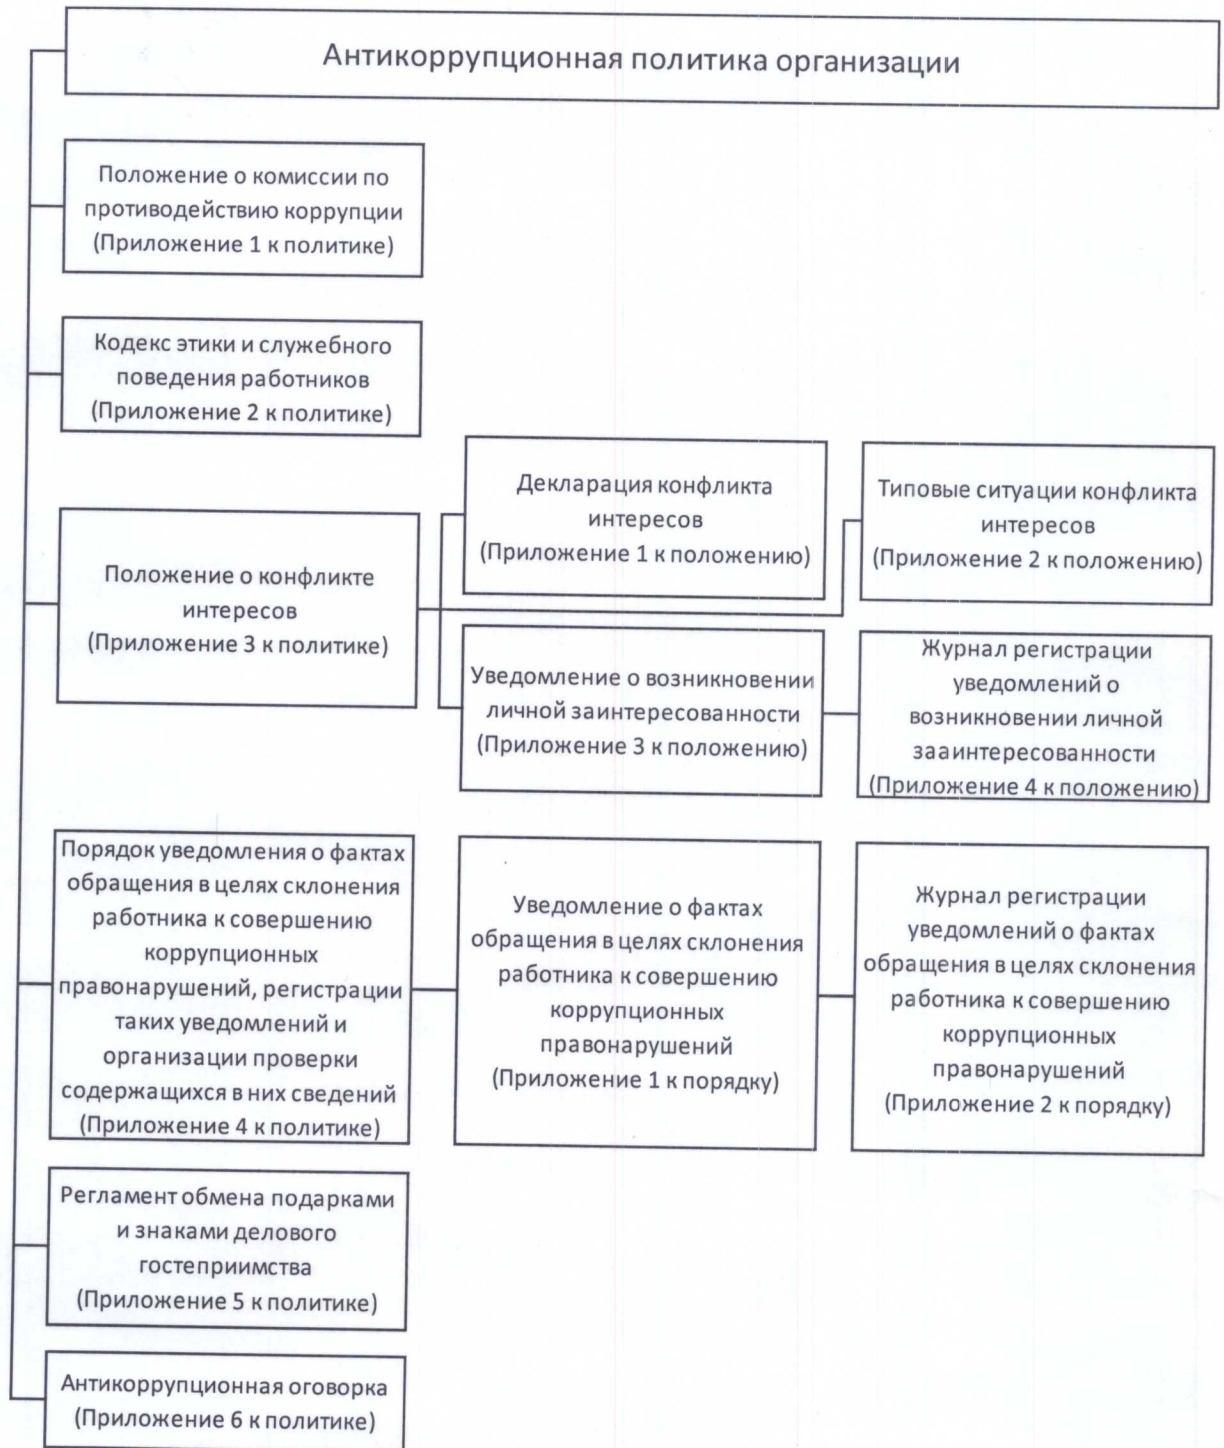 Антикоррупционная политика организации
Положение о комиссии по
противодействию коррупции
(Приложение 1 к политике)
Кодекс этики и служебного
поведения работников
(Приложение 2 к политике)
Положение о конфликте
интересов
(Приложение 3 к политике)
Декларация конфликта
интересов
(Приложение 1 к положению)
Типовые ситуации конфликта
интересов
(Приложение 2 к положению)
Уведомление о возникновении
личной заинтересованности
(Приложение 3 к положению)
Журнал регистрации
уведомлений о
возникновении личной
зааинтересованности
(Приложение 4 к положению)
Порядок уведомления о фактах
обращения в целях склонения
работника к совершению
коррупционных
правонарушений, регистрации
таких уведомлений и
организации проверки
содержащихся в них сведений
(Приложение 4 к политике)
Уведомление о фактах
обращения в целях склонения
работника к совершению
коррупционных
правонарушений
(Приложение 1 к порядку)
Журнал регистрации
уведомлений о фактах
обращения в целях склонения
работника к совершению
коррупционных
правонарушений
(Приложение 2 к порядку)
Регламент обмена подарками
и знаками делового
гостеприимства
(Приложение 5 к политике)
Антикоррупционная оговорка
(Приложение 6 к политике)